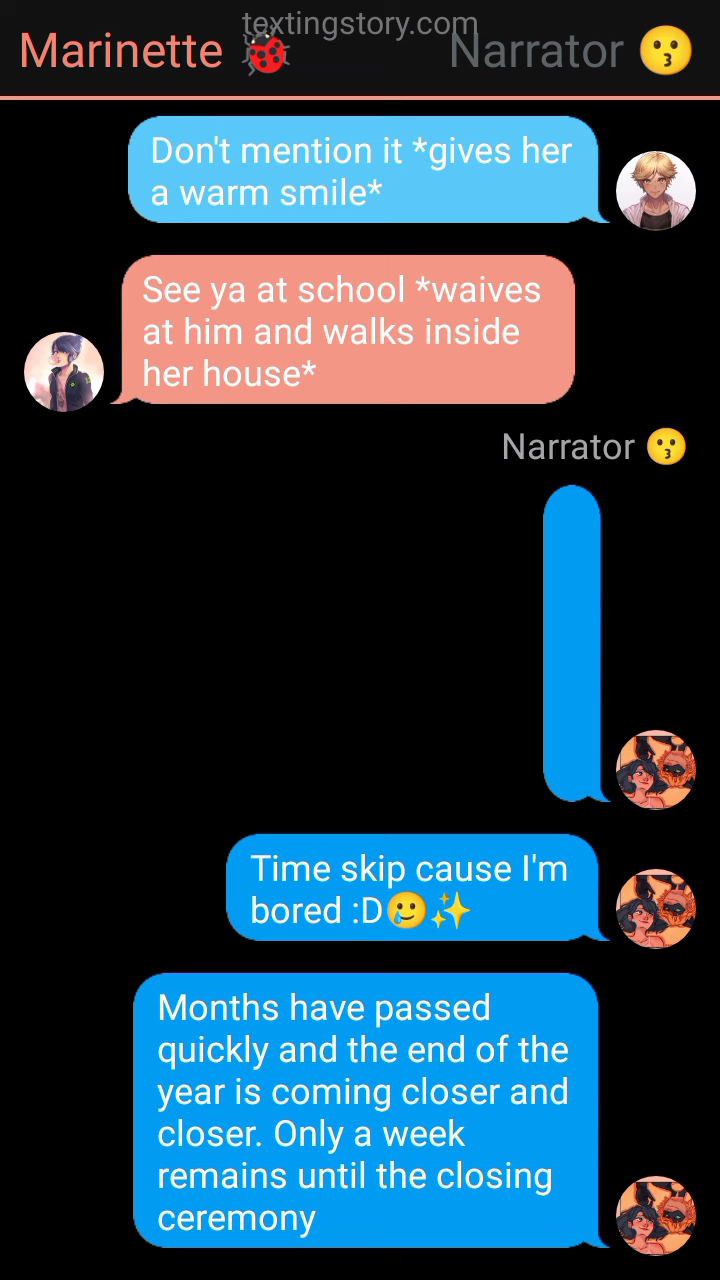 textingstory.com
Marinette 🐞 Narrator 😗
Don't mention it *gives her
a warm smile*
See ya at school *waives
at him and walks inside
her house*
Narrator 😗
Time skip cause I'm
bored :D🥲✨
Months have passed
quickly and the end of the
year is coming closer and
closer. Only a week
remains until the closing
ceremony